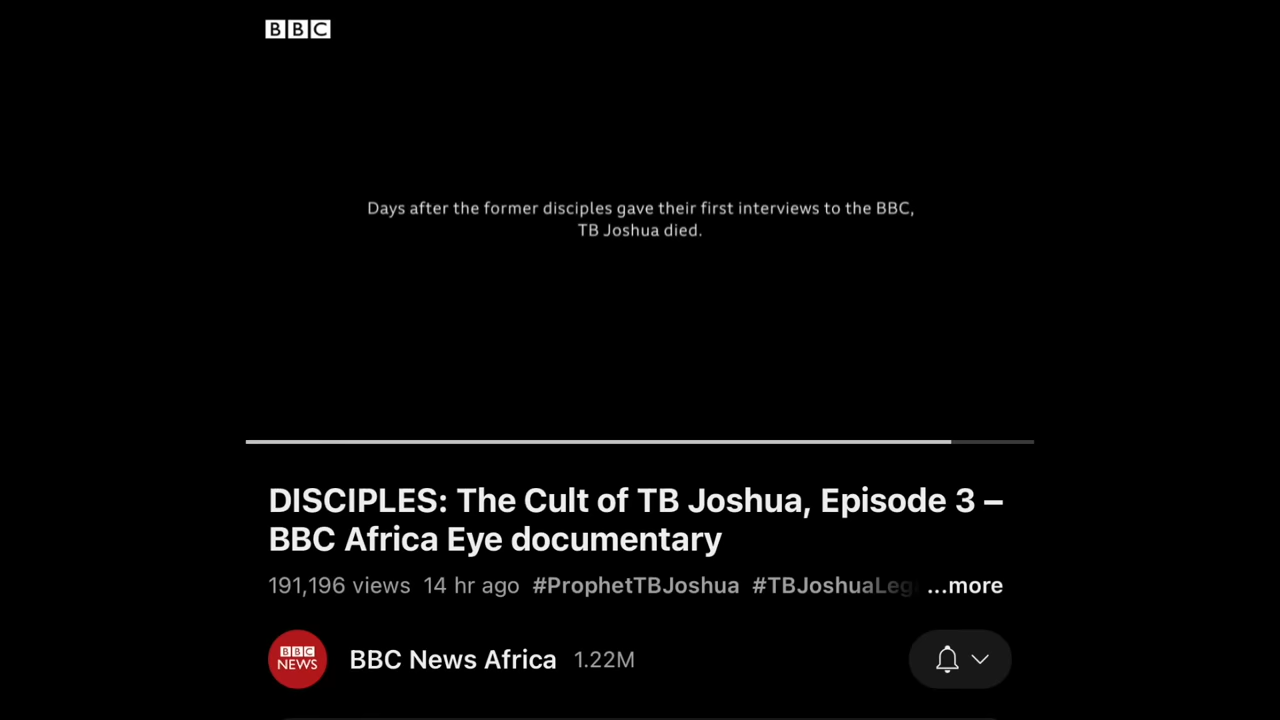 BBC
Days after the former disciples gave their first interviews to the BBC,
TB Joshua died.
DISCIPLES: The Cult of TB Joshua, Episode 3 –
BBC Africa Eye documentary
191,196 views 14 hr ago #ProphetTBJoshua #TBJoshuaLeg ...more
BBC NEWS
BBC News Africa 1.22M